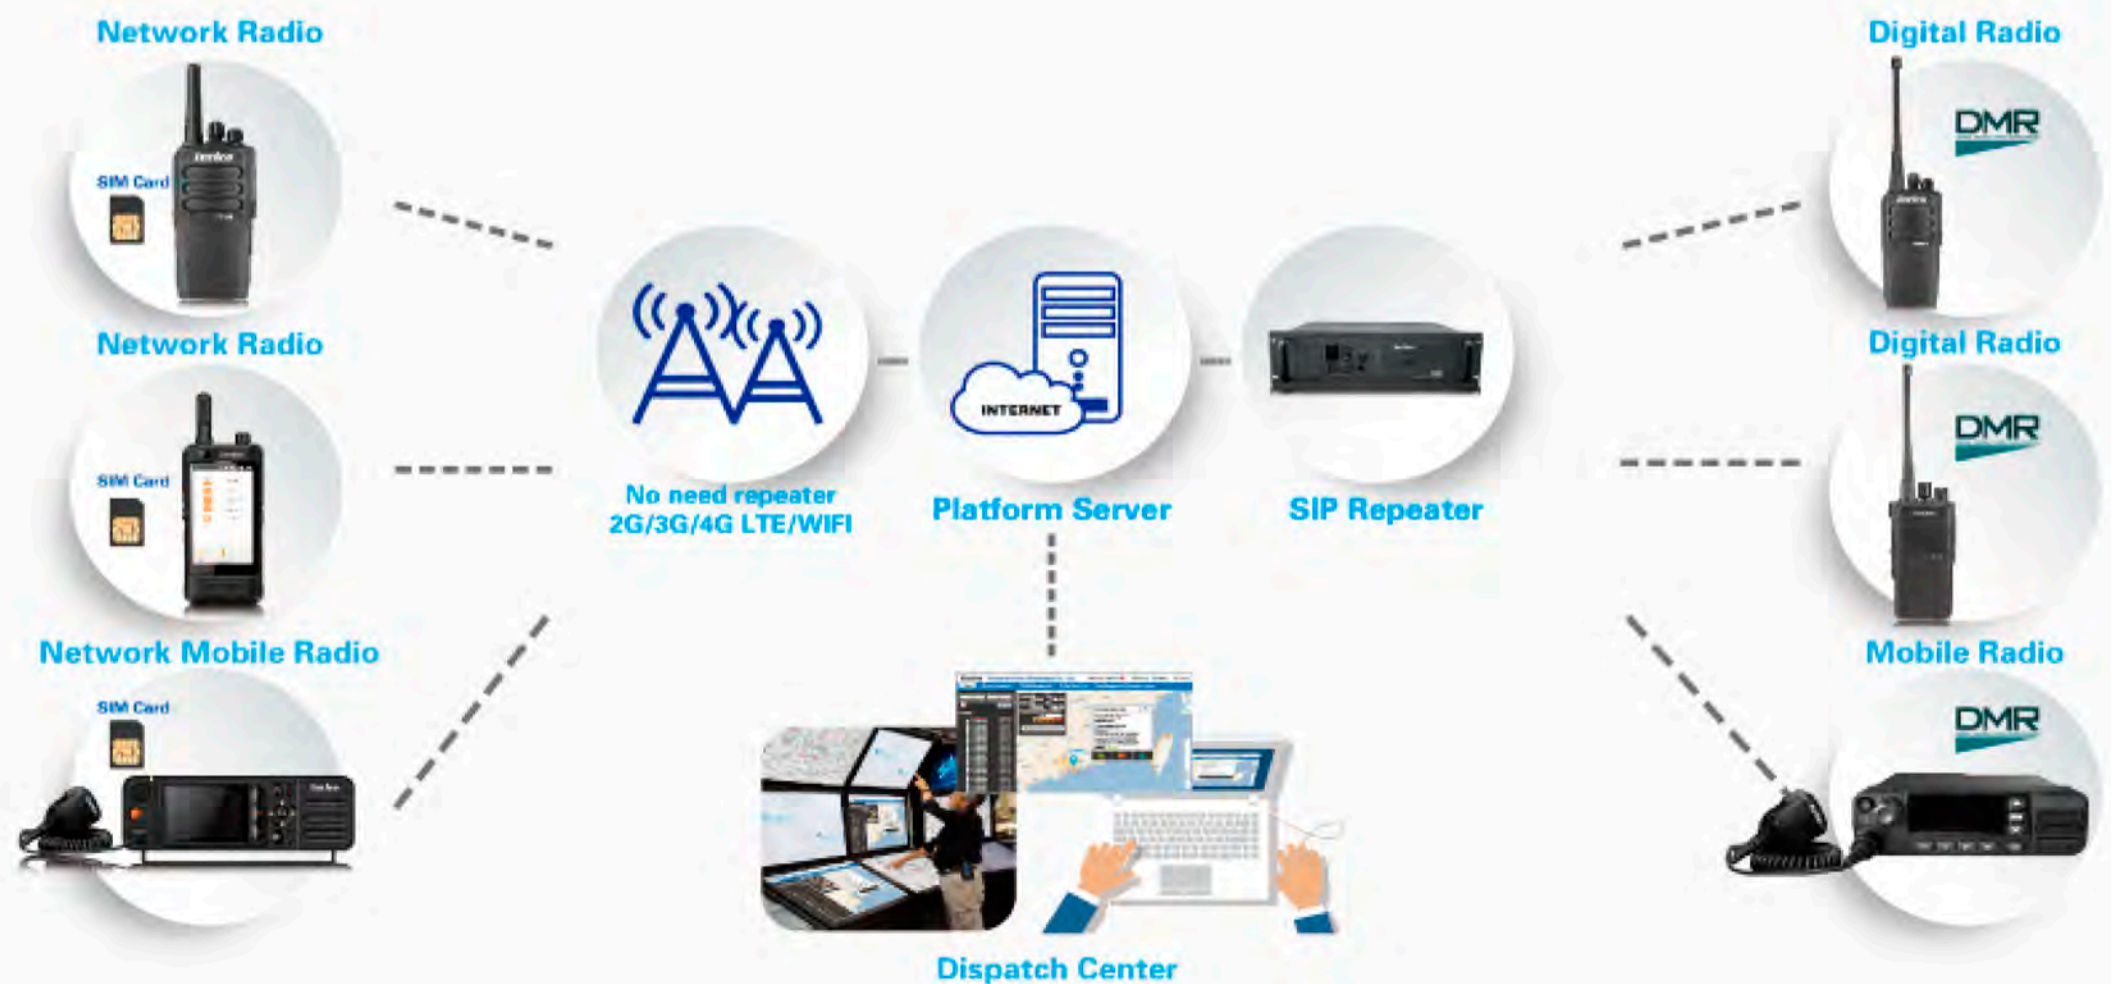 Network Radio
SIM Card
Network Radio
SIM Card
Network Mobile Radio
SIM Card
No need repeater
2G/3G/4G LTE/WIFI
INTERNET
Platform Server
SIP Repeater
Dispatch Center
Digital Radio
DMR
Digital Radio
DMR
Mobile Radio
DMR